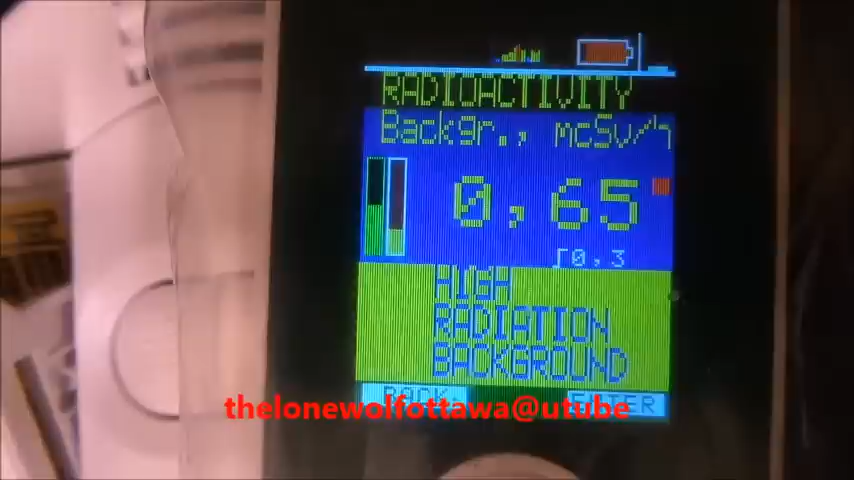 RADIOACTIVITY
Backgr., mcSv/h
0,65
∫0,3
HIGH
RADIATION
BACKGROUND
BACK.
ENTER
thelonewolfottawa@utube